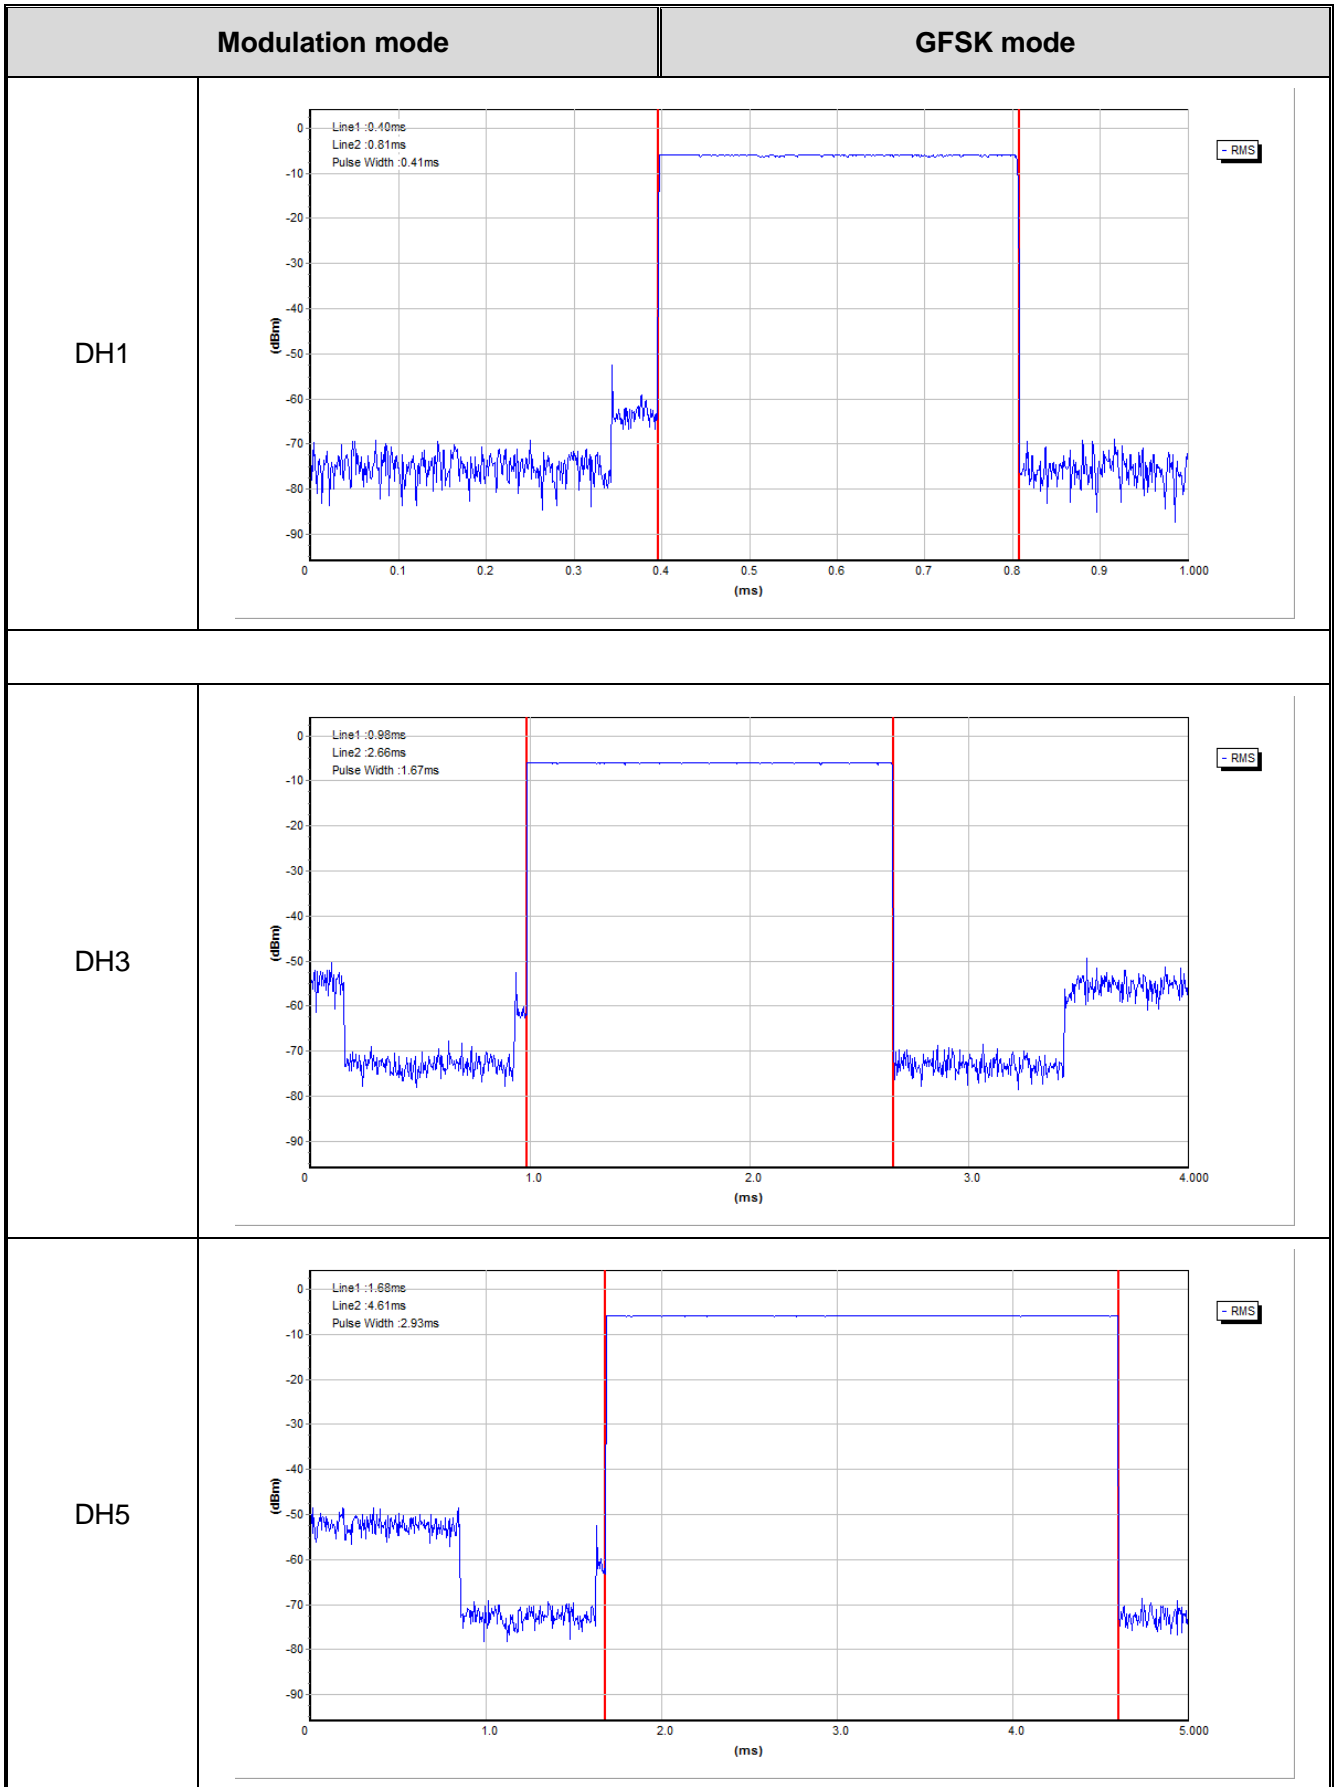 Modulation mode GFSK mode
DH1
Line1 :0.40ms
Line2 :0.81ms
Pulse Width :0.41ms
- RMS
0
-10
-20
-30
-40
-50
-60
-70
-80
-90
(dBm)
0 0.1 0.2 0.3 0.4 0.5 0.6 0.7 0.8 0.9 1.000
(ms)
DH3
Line1 :0.98ms
Line2 :2.66ms
Pulse Width :1.67ms
- RMS
0
-10
-20
-30
-40
-50
-60
-70
-80
-90
(dBm)
0 1.0 2.0 3.0 4.000
(ms)
DH5
Line1 :1.68ms
Line2 :4.61ms
Pulse Width :2.93ms
- RMS
0
-10
-20
-30
-40
-50
-60
-70
-80
-90
(dBm)
0 1.0 2.0 3.0 4.0 5.000
(ms)